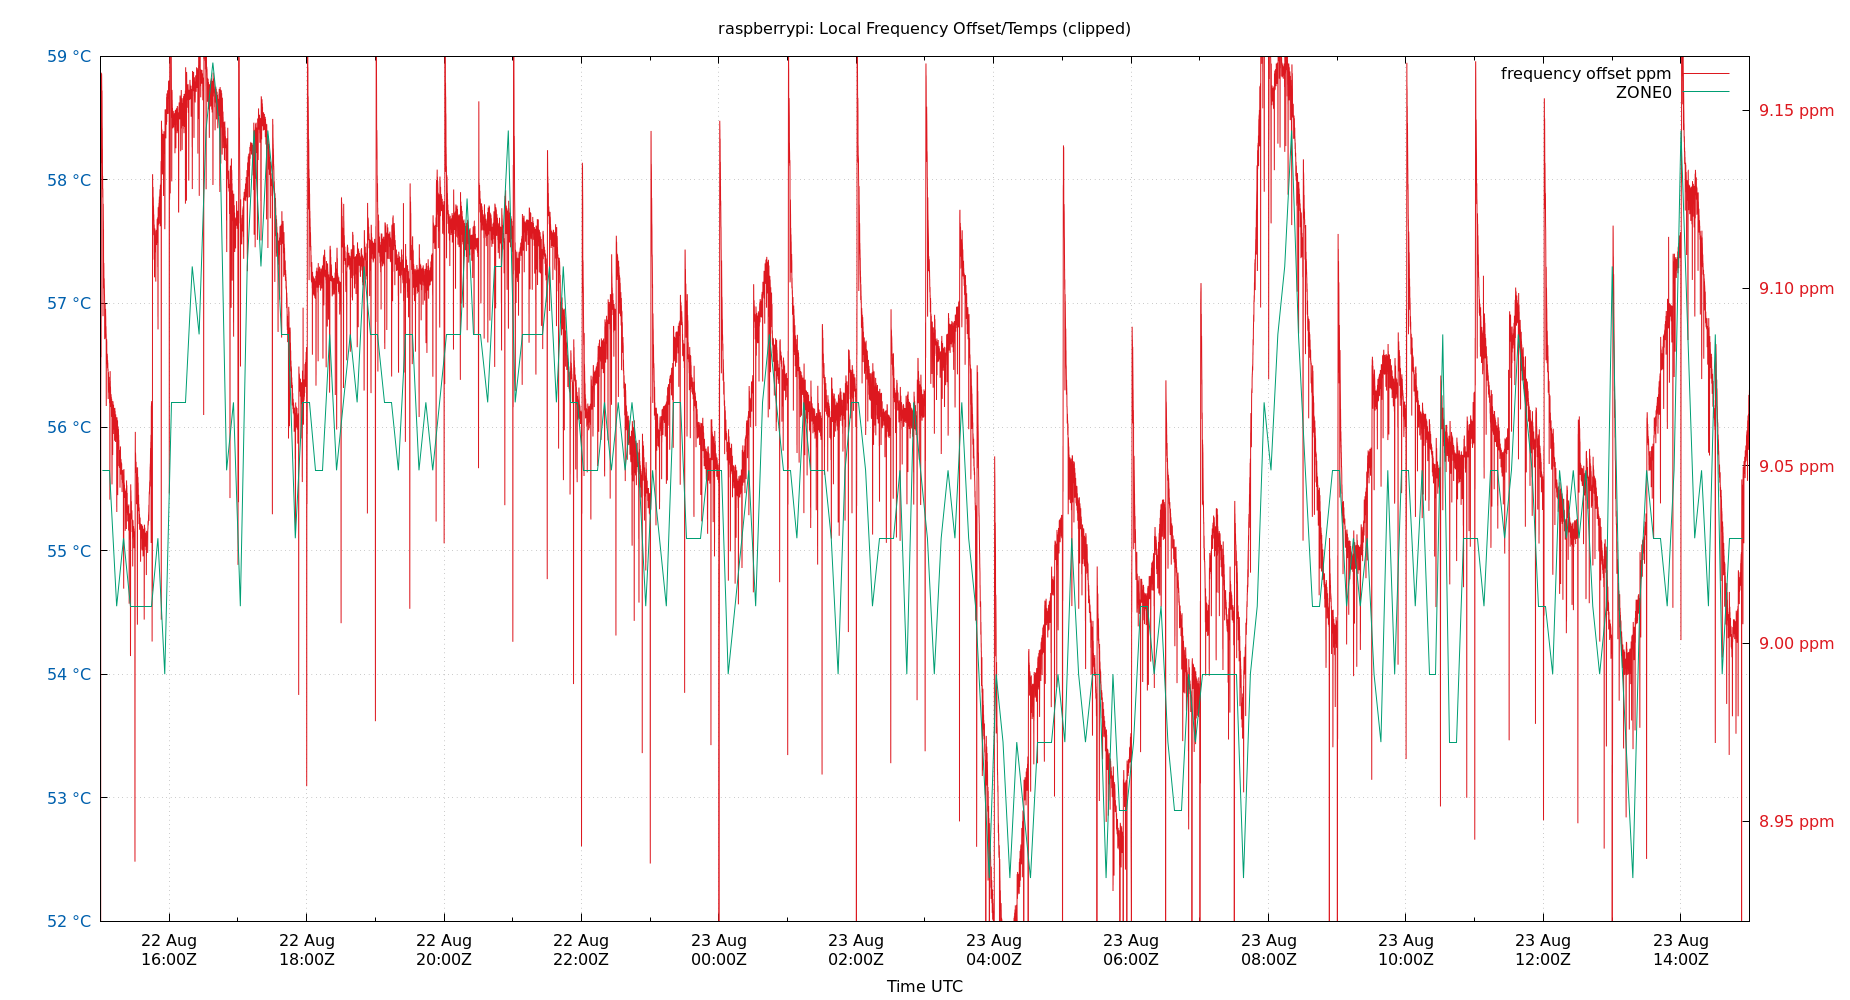 raspberrypi: Local Frequency Offset/Temps (clipped)
frequency offset ppm
ZONE0
59 °C
58 °C
57 °C
56 °C
55 °C
54 °C
53 °C
52 °C
9.15 ppm
9.10 ppm
9.05 ppm
9.00 ppm
8.95 ppm
22 Aug 22 Aug 22 Aug 22 Aug 23 Aug 23 Aug 23 Aug 23 Aug 23 Aug 23 Aug 23 Aug 23 Aug
16:00Z 18:00Z 20:00Z 22:00Z 00:00Z 02:00Z 04:00Z 06:00Z 08:00Z 10:00Z 12:00Z 14:00Z
Time UTC